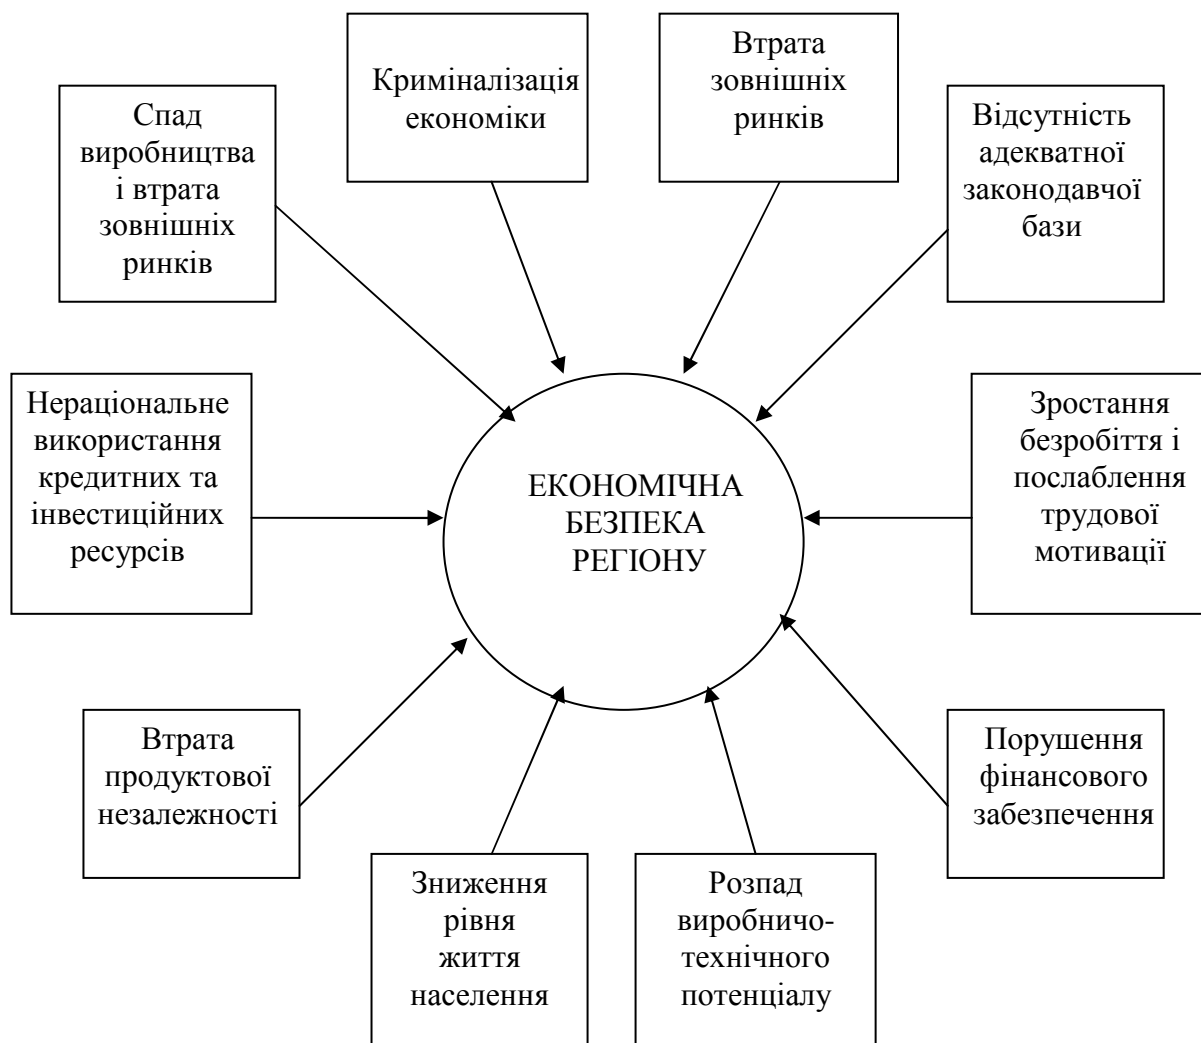 Криміналізація
економіки
Втрата
зовнішніх
ринків
Спад
виробництва
і втрата
зовнішніх
ринків
Відсутність
адекватної
законодавчої
бази
Нераціональне
використання
кредитних та
інвестиційних
ресурсів
ЕКОНОМІЧНА
БЕЗПЕКА
РЕГІОНУ
Зростання
безробіття і
послаблення
трудової
мотивації
Втрата
продуктової
незалежності
Порушення
фінансового
забезпечення
Зниження
рівня
життя
населення
Розпад
виробничо-
технічного
потенціалу